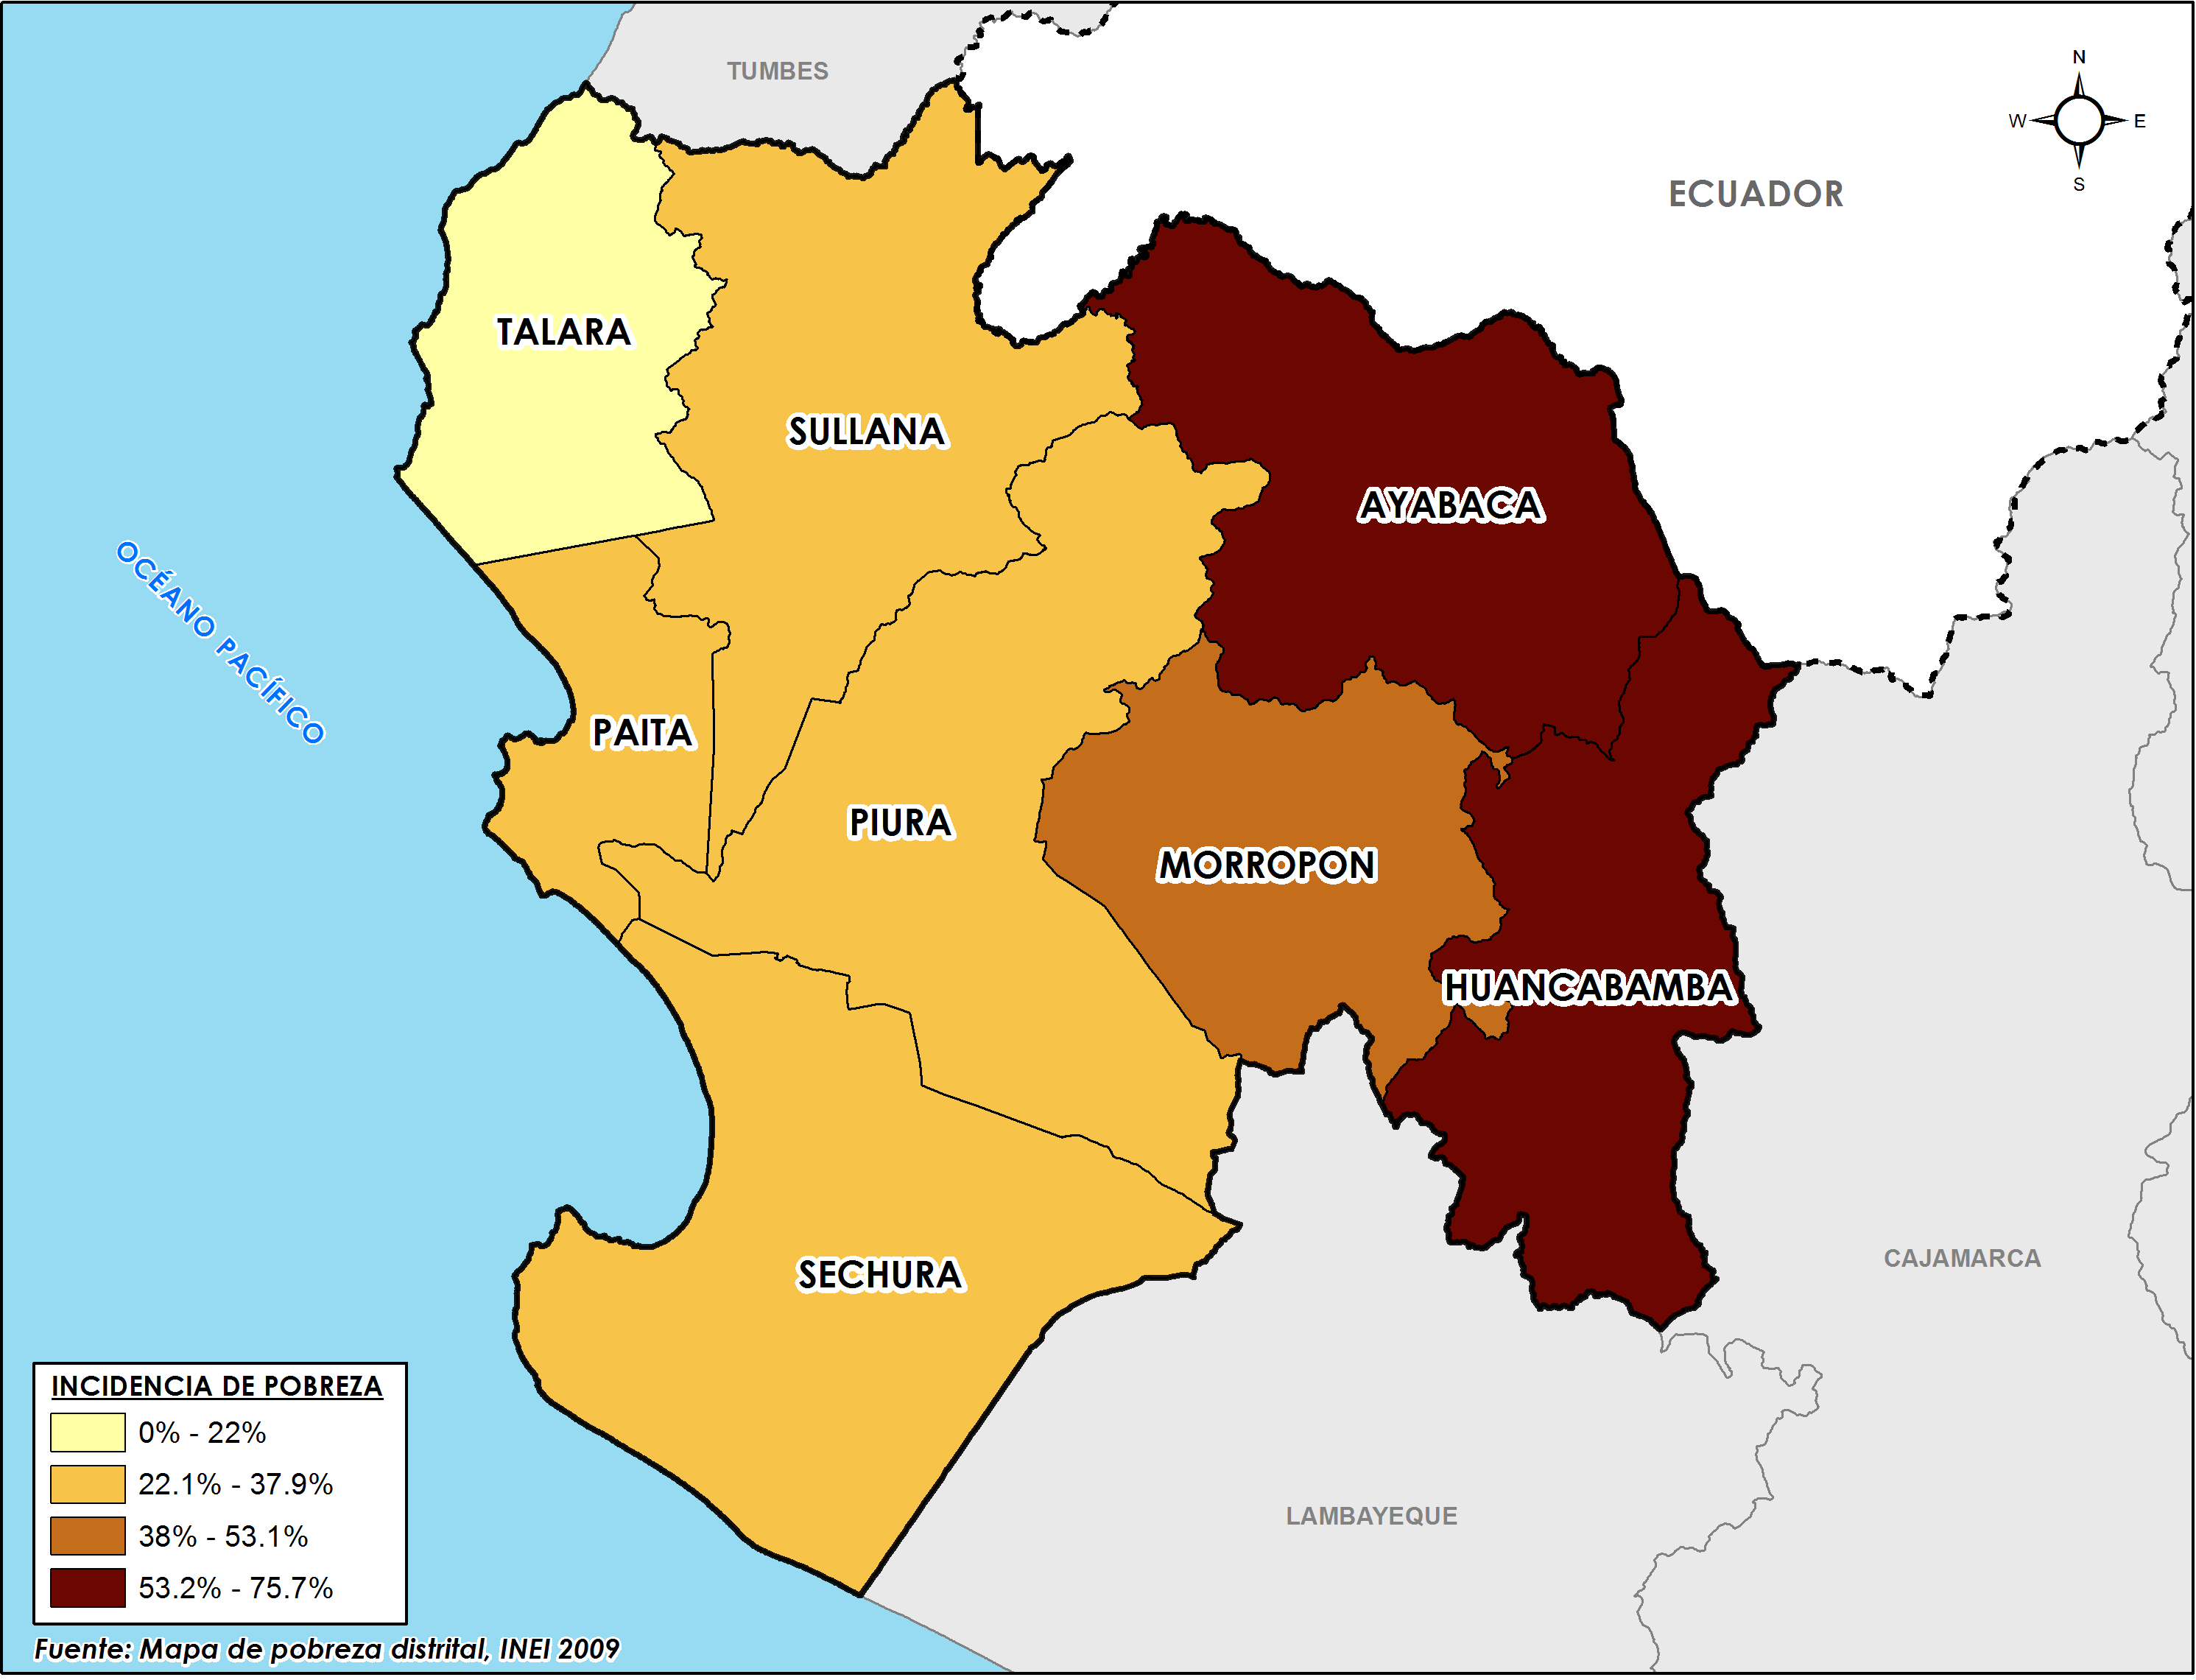 TUMBES
N
W
E
S
ECUADOR
TALARA
SULLANA
AYABACA
OCÉANO PACÍFICO
PAITA
PIURA
MORROPON
HUANCABAMBA
SECHURA
CAJAMARCA
LAMBAYEQUE
INCIDENCIA DE POBREZA
0% - 22%
22.1% - 37.9%
38% - 53.1%
53.2% - 75.7%
Fuente: Mapa de pobreza distrital, INEI 2009